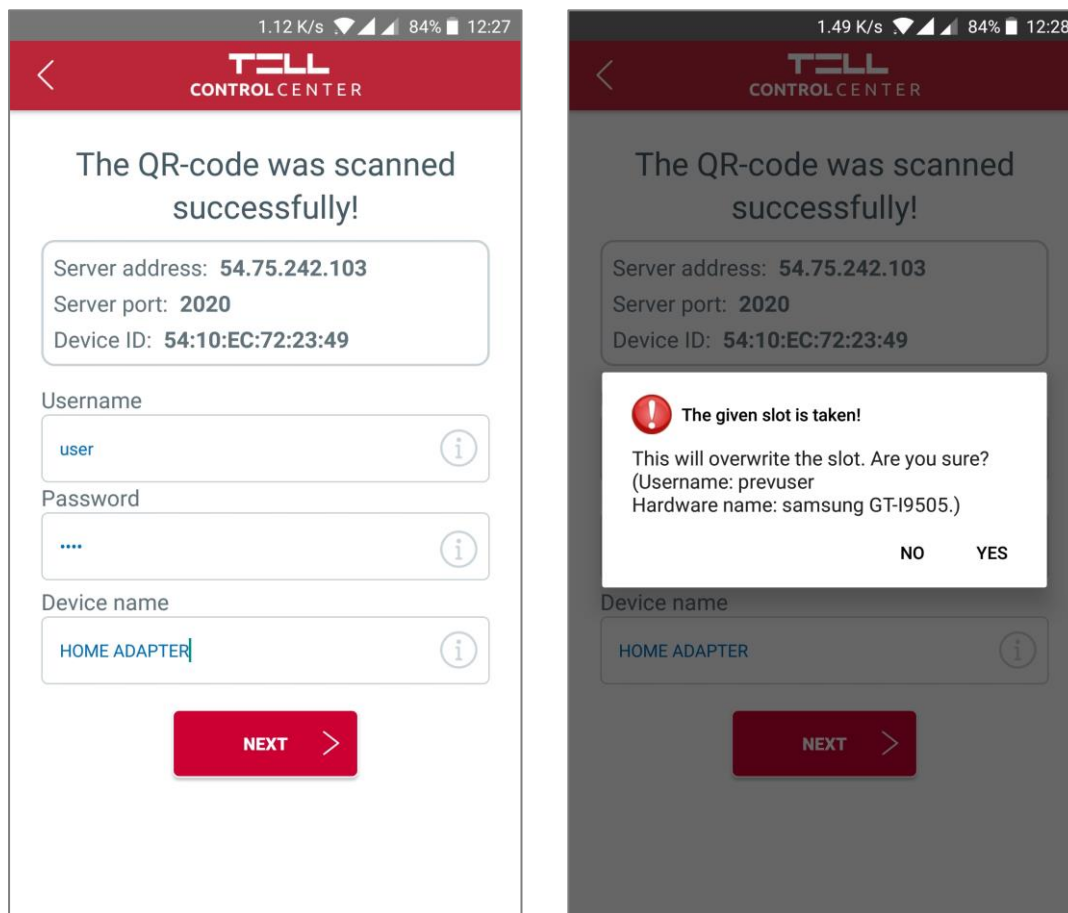 1.12 K/s 84% 12:27
TELL
CONTROLCENTER
The QR-code was scanned
successfully!
Server address: 54.75.242.103
Server port: 2020
Device ID: 54:10:EC:72:23:49
Username
user
Password
••••
Device name
HOME ADAPTER
NEXT
1.49 K/s 84% 12:28
TELL
CONTROLCENTER
The QR-code was scanned
successfully!
Server address: 54.75.242.103
Server port: 2020
Device ID: 54:10:EC:72:23:49
The given slot is taken!
This will overwrite the slot. Are you sure?
(Username: prevuser
Hardware name: samsung GT-I9505.)
NO YES
Device name
HOME ADAPTER
NEXT